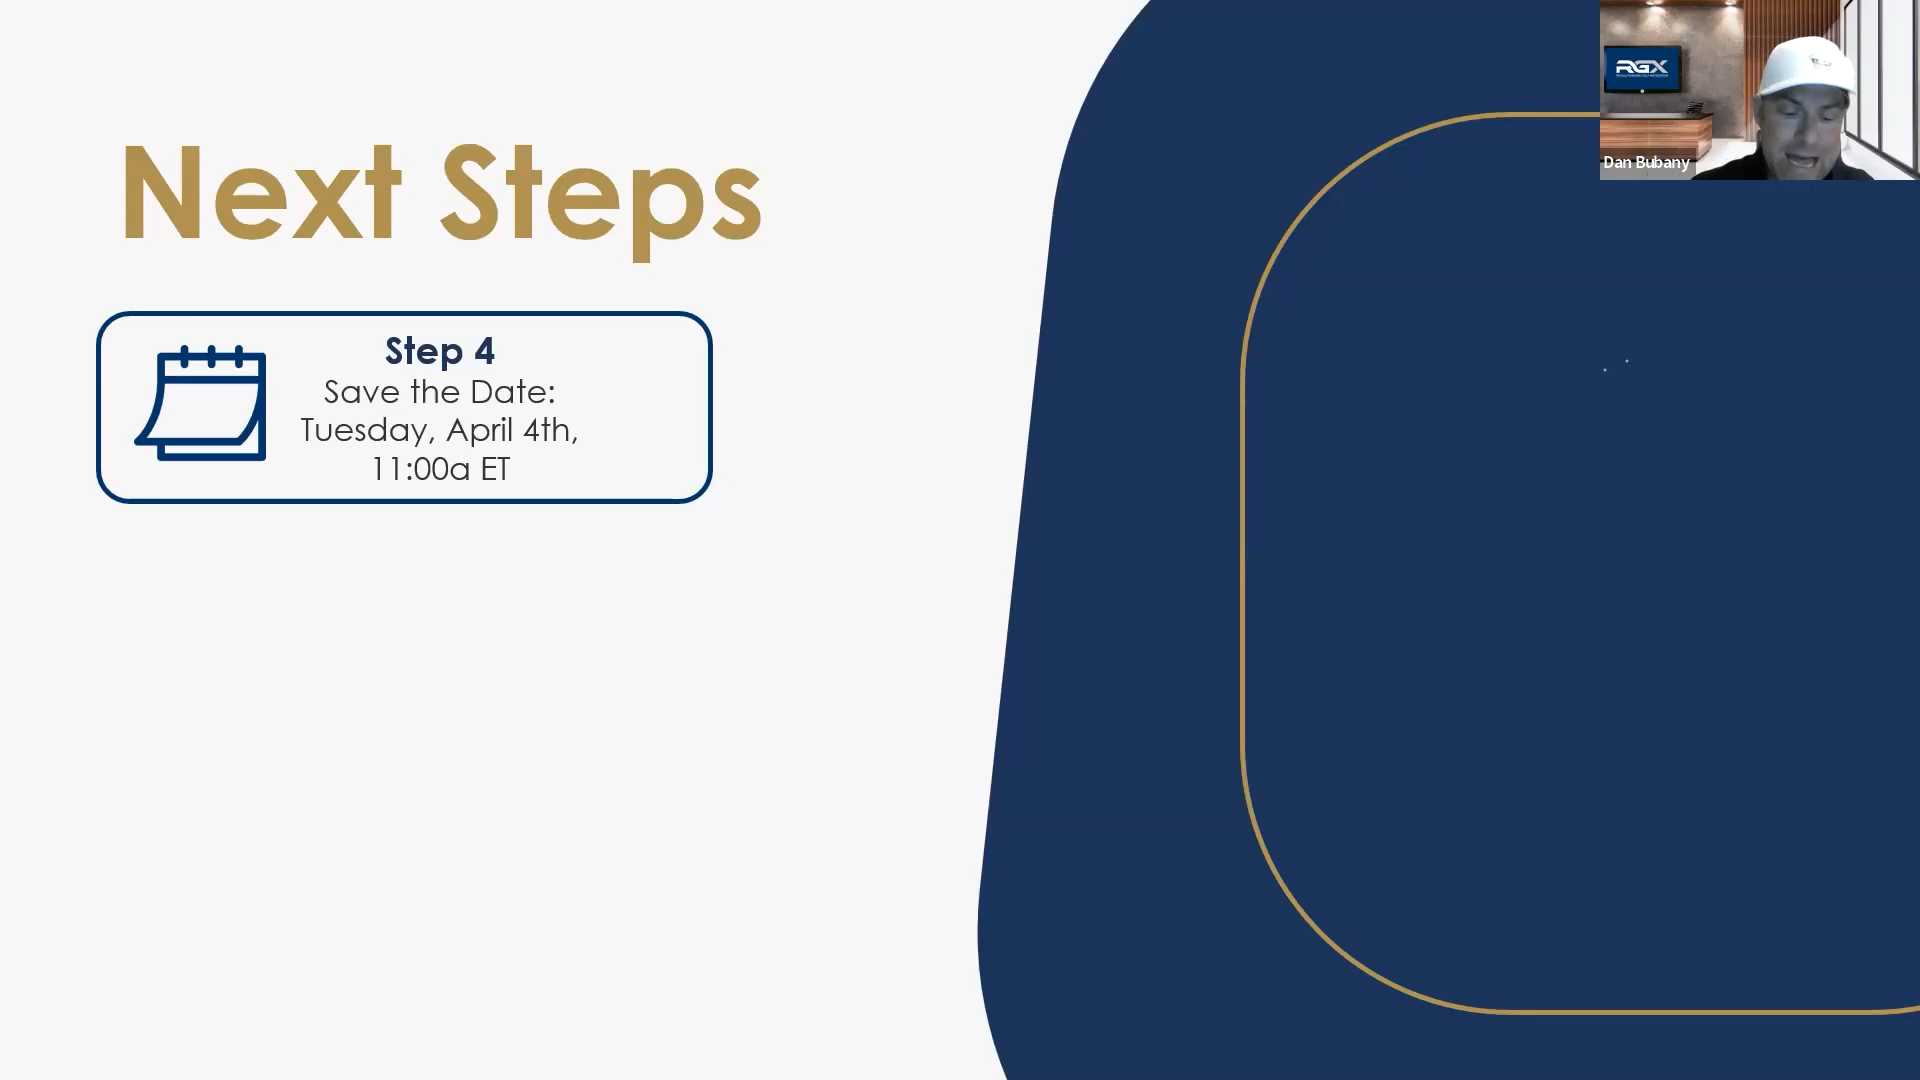 Next Steps
Step 4
Save the Date:
Tuesday, April 4th,
11:00a ET
RGX
Dan Bubany